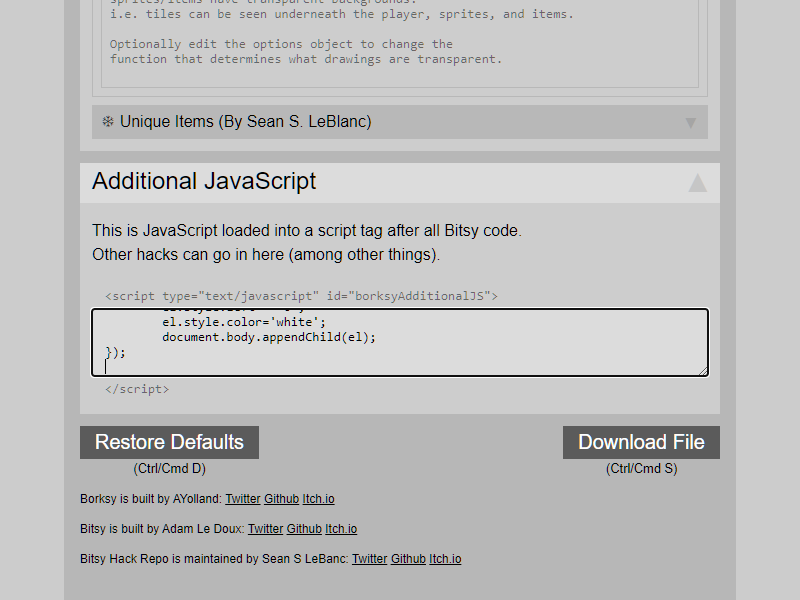 i.e. tiles can be seen underneath the player, sprites, and items.
Optionally edit the options object to change the
function that determines what drawings are transparent.
❄ Unique Items (By Sean S. LeBlanc)
Additional JavaScript
This is JavaScript loaded into a script tag after all Bitsy code.
Other hacks can go in here (among other things).
<script type="text/javascript" id="borksyAdditionalJS">
el.style.color='white';
document.body.appendChild(el);
});
</script>
Restore Defaults
Download File
(Ctrl/Cmd D)
(Ctrl/Cmd S)
Borksy is built by AYolland: Twitter Github Itch.io
Bitsy is built by Adam Le Doux: Twitter Github Itch.io
Bitsy Hack Repo is maintained by Sean S LeBanc: Twitter Github Itch.io